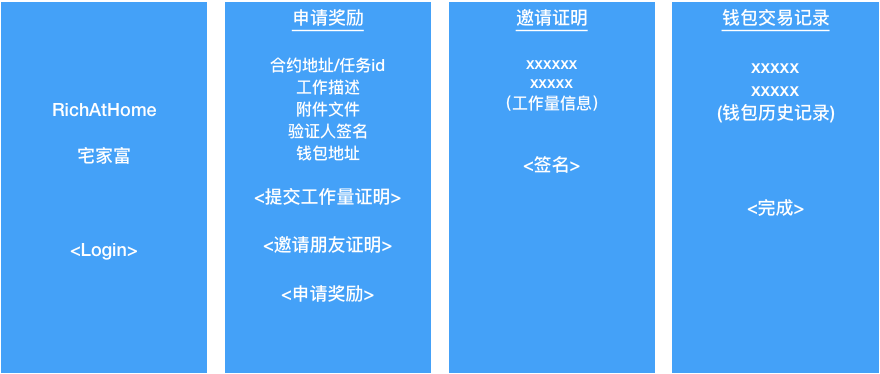 RichAtHome
宅家富
<Login>
申请奖励
合约地址/任务id
工作描述
附件文件
验证人签名
钱包地址
<提交工作量证明>
<邀请朋友证明>
<申请奖励>
邀请证明
xxxxxx
xxxxx
(工作量信息)
<签名>
钱包交易记录
xxxxx
xxxxx
(钱包历史记录)
<完成>